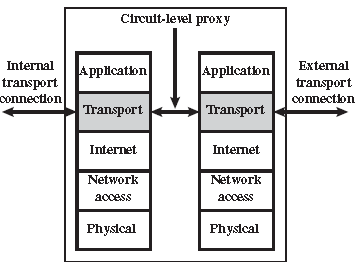 Circuit-level proxy
Internal
transport
connection
External
transport
connection
Application
Transport
Internet
Network
access
Physical
Application
Transport
Internet
Network
access
Physical